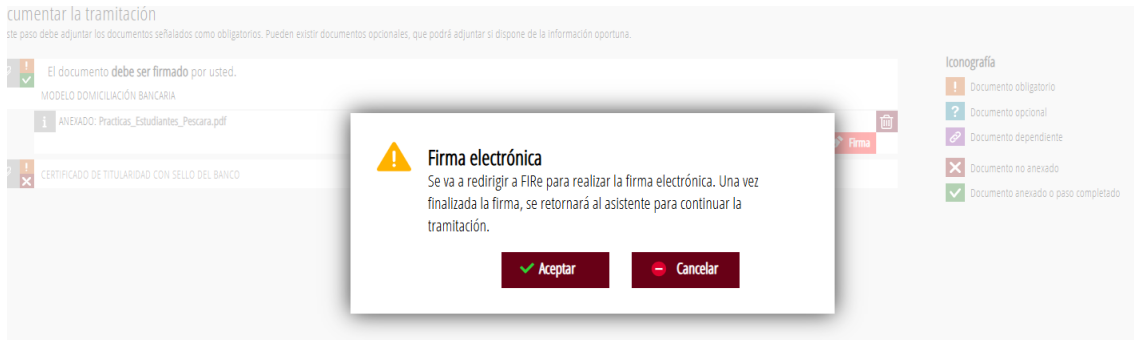 cumentar la tramitación
ste paso debe adjuntar los documentos señalados como obligatorios. Pueden existir documentos opcionales, que podrá adjuntar si dispone de la información oportuna.
El documento debe ser firmado por usted.
MODELO DOMICILIACIÓN BANCARIA
ANEXADO: Practicas_Estudiantes_Pescara.pdf
Firma
CERTIFICADO DE TITULARIDAD CON SELLO DEL BANCO
Iconografía
Documento obligatorio
Documento opcional
Documento dependiente
Documento no anexado
Documento anexado o paso completado
Firma electrónica
Se va a redirigir a FIRe para realizar la firma electrónica. Una vez
finalizada la firma, se retornará al asistente para continuar la
tramitación.
Aceptar
Cancelar